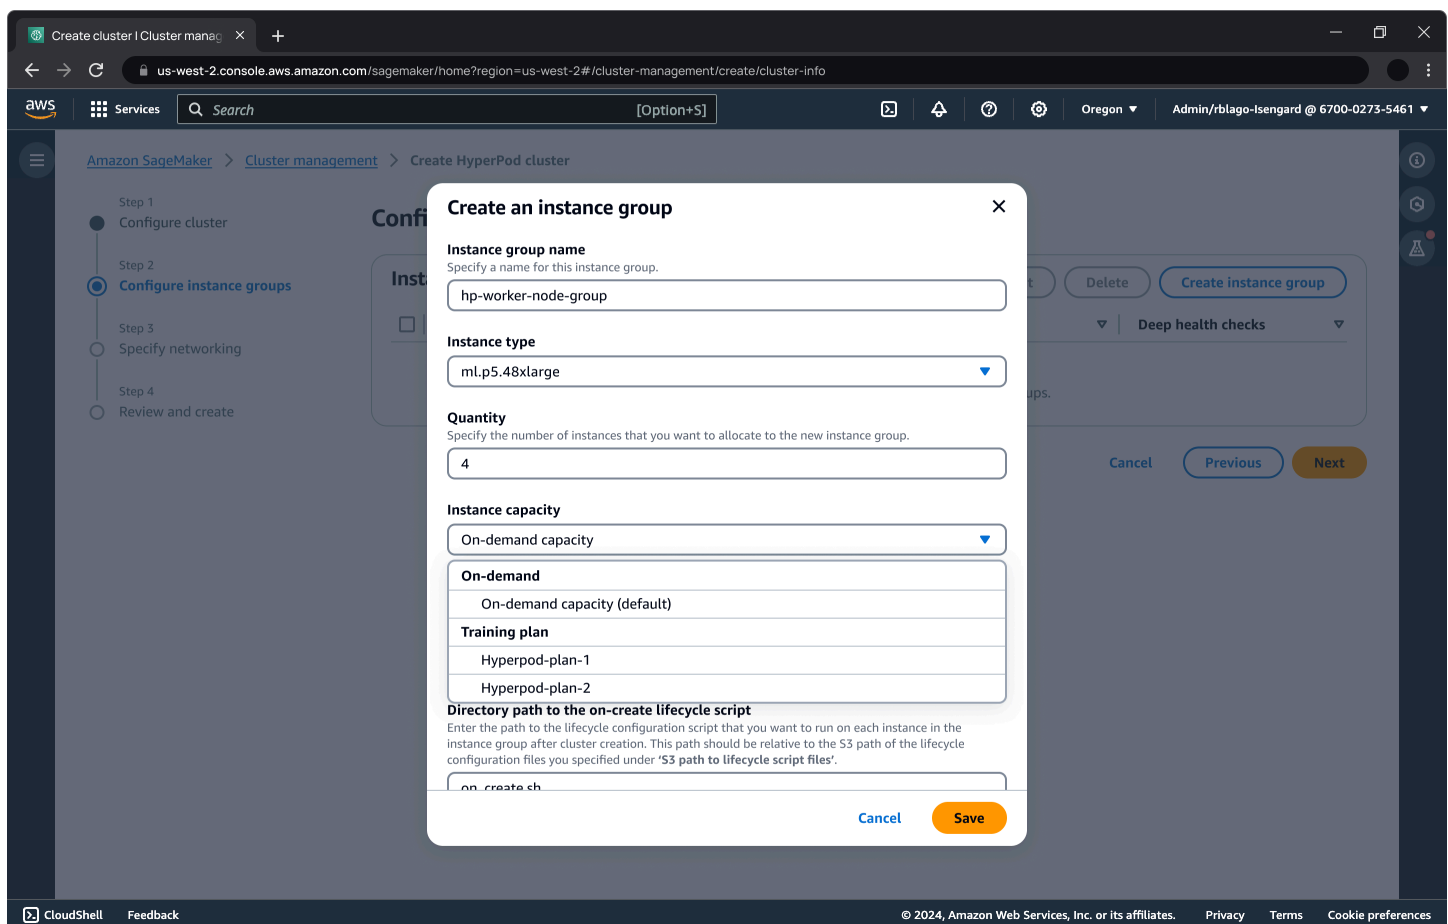 Create cluster | Cluster manag
us-west-2.console.aws.amazon.com/sagemaker/home?region=us-west-2#/cluster-management/create/cluster-info
aws
Services
Search
[Option+S]
Oregon
Admin/rblago-Isengard @ 6700-0273-5461
Amazon SageMaker
Cluster management
Create HyperPod cluster
Step 1
Configure cluster
Step 2
Configure instance groups
Step 3
Specify networking
Step 4
Review and create
Confi
Insta
t
Delete
Create instance group
Deep health checks
ups.
Cancel
Previous
Next
Create an instance group
Instance group name
Specify a name for this instance group.
hp-worker-node-group
Instance type
ml.p5.48xlarge
Quantity
Specify the number of instances that you want to allocate to the new instance group.
4
Instance capacity
On-demand capacity
On-demand
On-demand capacity (default)
Training plan
Hyperpod-plan-1
Hyperpod-plan-2
Directory path to the on-create lifecycle script
Enter the path to the lifecycle configuration script that you want to run on each instance in the
instance group after cluster creation. This path should be relative to the S3 path of the lifecycle
configuration files you specified under ‘S3 path to lifecycle script files’.
on_create.sh
Cancel
Save
CloudShell
Feedback
© 2024, Amazon Web Services, Inc. or its affiliates.
Privacy
Terms
Cookie preferences